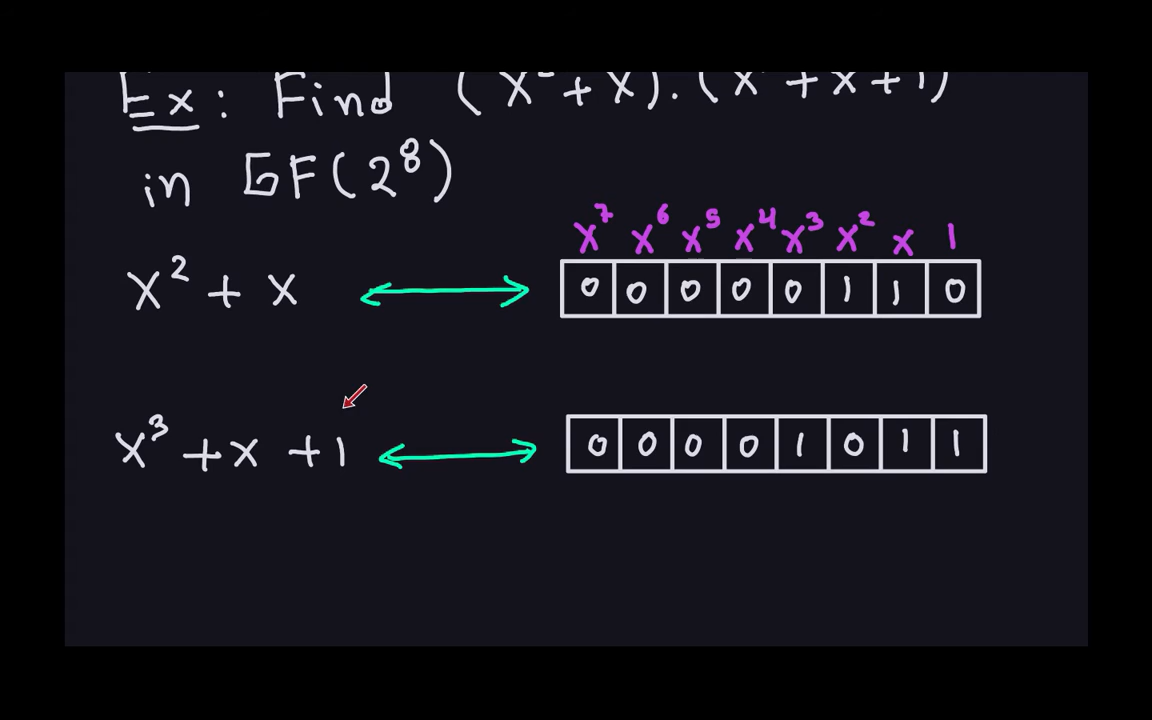 Ex: Find (x² + x).(x³ + x + 1)
in GF(2⁸)
x⁷ x⁶ x⁵ x⁴ x³ x² x 1
x² + x ⟷ 0 0 0 0 0 1 1 0
x³ + x + 1 ⟷ 0 0 0 0 1 0 1 1